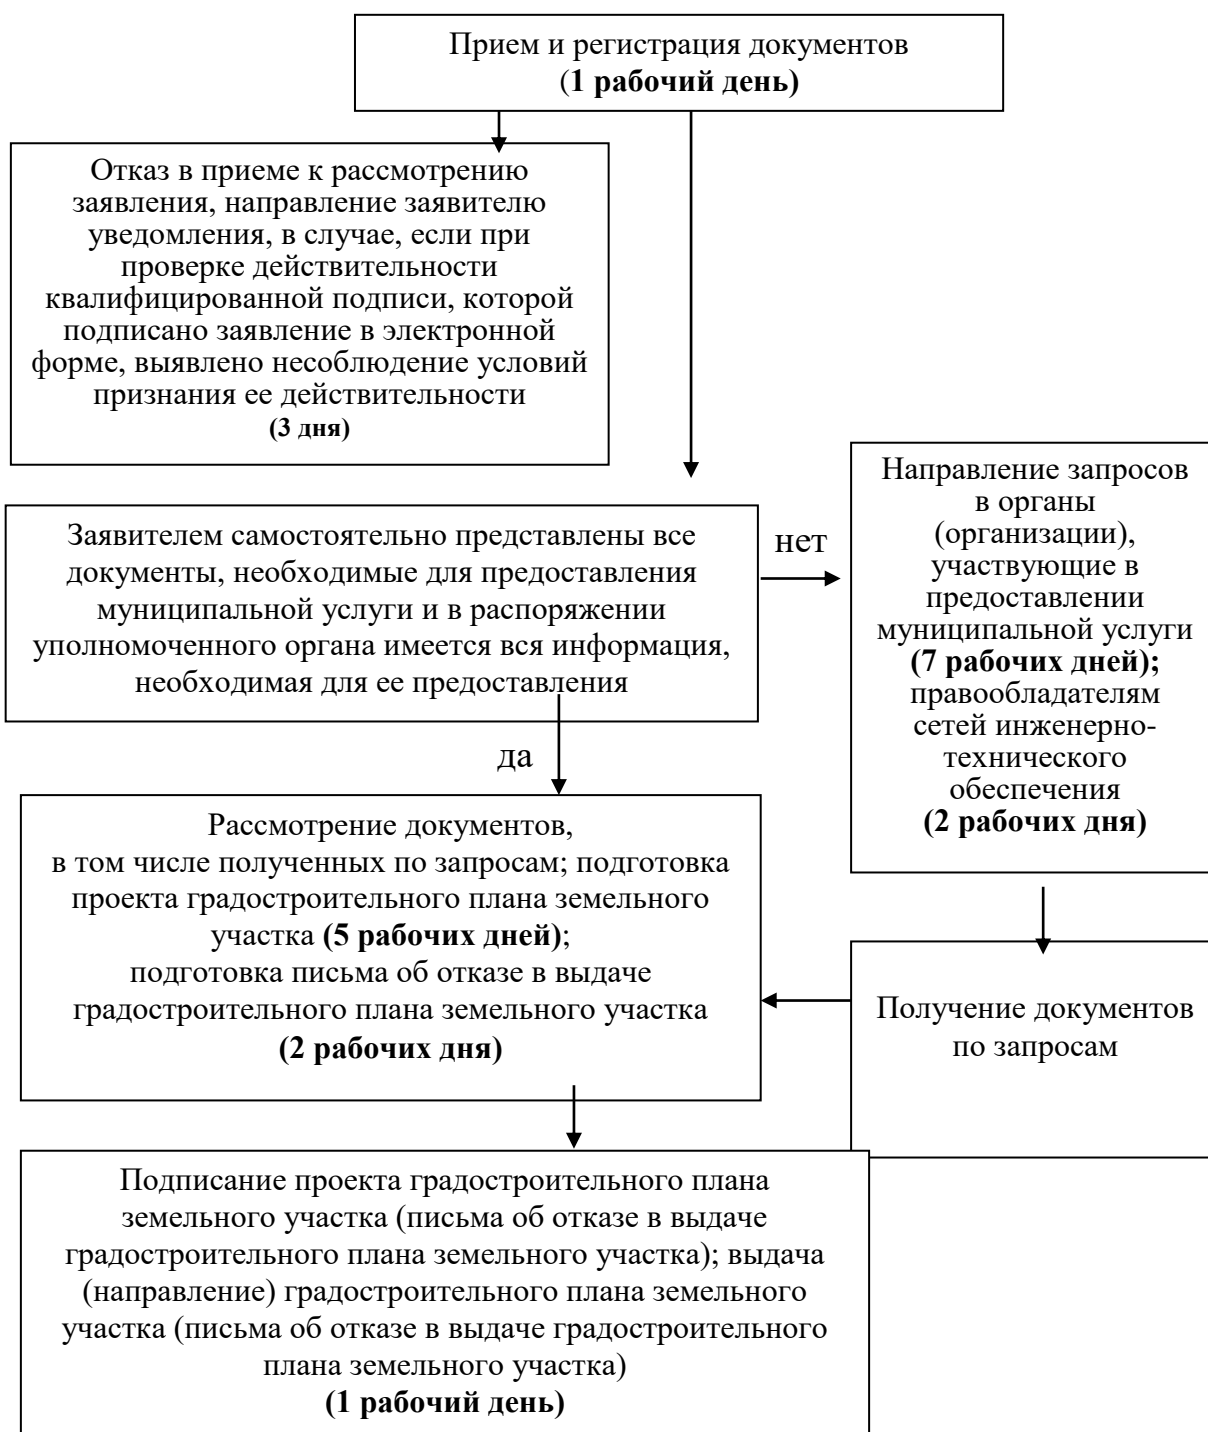 Прием и регистрация документов
(1 рабочий день)
Отказ в приеме к рассмотрению
заявления, направление заявителю
уведомления, в случае, если при
проверке действительности
квалифицированной подписи, которой
подписано заявление в электронной
форме, выявлено несоблюдение условий
признания ее действительности
(3 дня)
Заявителем самостоятельно представлены все
документы, необходимые для предоставления
муниципальной услуги и в распоряжении
уполномоченного органа имеется вся информация,
необходимая для ее предоставления
нет
Направление запросов
в органы
(организации),
участвующие в
предоставлении
муниципальной услуги
(7 рабочих дней);
правообладателям
сетей инженерно-
технического
обеспечения
(2 рабочих дня)
да
Рассмотрение документов,
в том числе полученных по запросам; подготовка
проекта градостроительного плана земельного
участка (5 рабочих дней);
подготовка письма об отказе в выдаче
градостроительного плана земельного участка
(2 рабочих дня)
Получение документов
по запросам
Подписание проекта градостроительного плана
земельного участка (письма об отказе в выдаче
градостроительного плана земельного участка); выдача
(направление) градостроительного плана земельного
участка (письма об отказе в выдаче градостроительного
плана земельного участка)
(1 рабочий день)